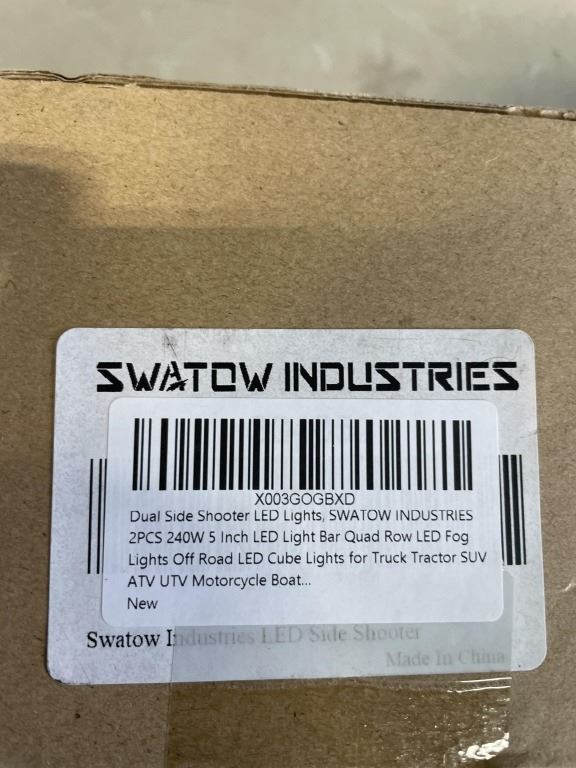 SWATOW INDUSTRIES
X003GOGBXD
Dual Side Shooter LED Lights, SWATOW INDUSTRIES
2PCS 240W 5 Inch LED Light Bar Quad Row LED Fog
Lights Off Road LED Cube Lights for Truck Tractor SUV
ATV UTV Motorcycle Boat...
New
Swatow Industries LED Side Shooter
Made In China